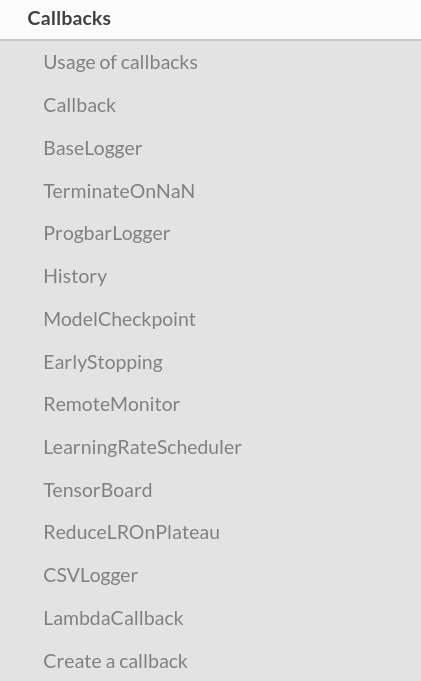 Callbacks
Usage of callbacks
Callback
BaseLogger
TerminateOnNaN
ProgbarLogger
History
ModelCheckpoint
EarlyStopping
RemoteMonitor
LearningRateScheduler
TensorBoard
ReduceLROnPlateau
CSVLogger
LambdaCallback
Create a callback